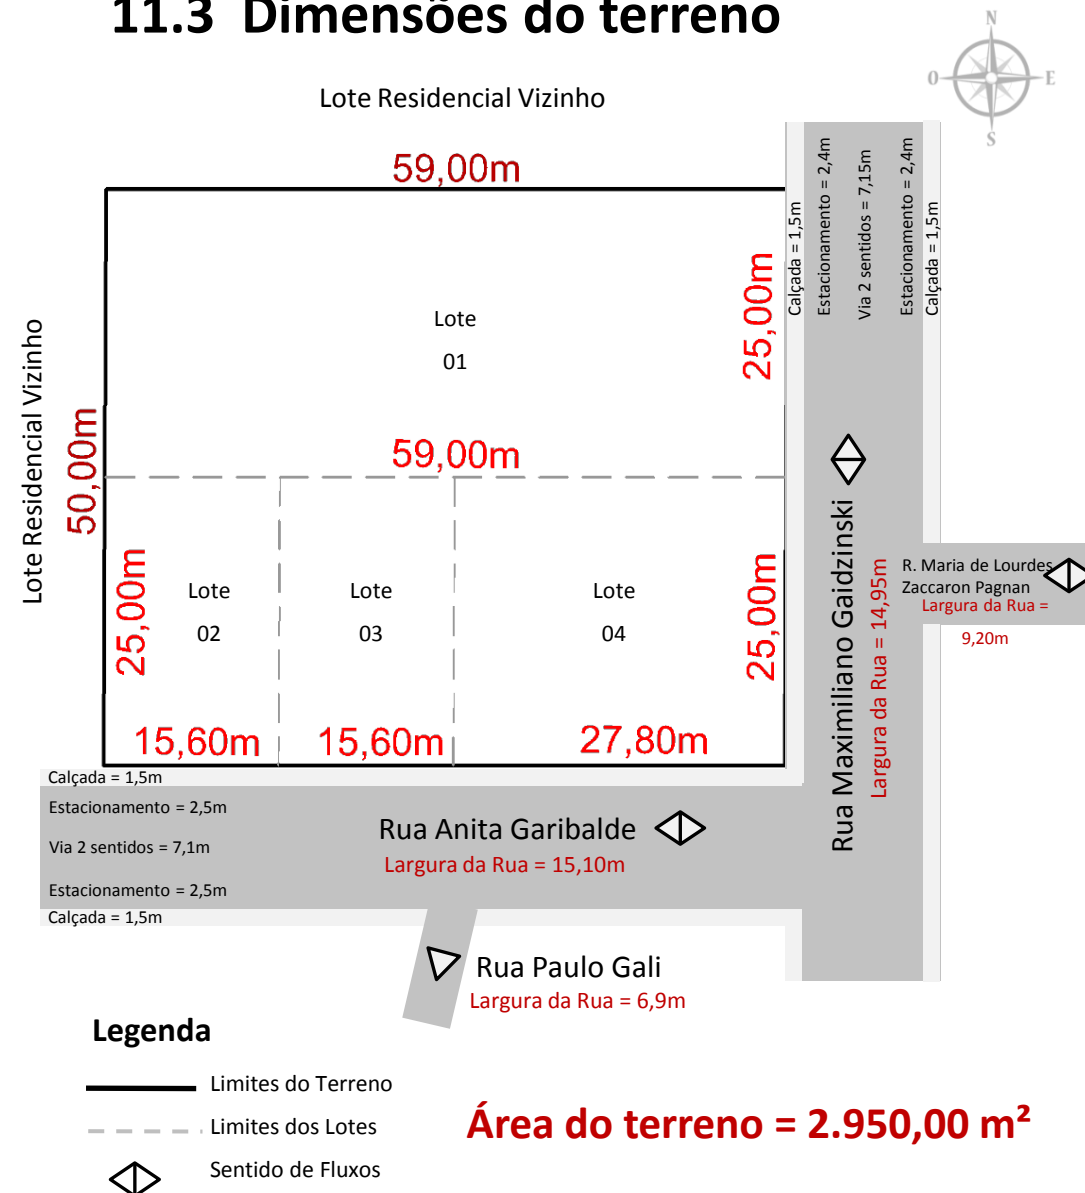 11.3 Dimensões do terreno
N
O
E
S
Lote Residencial Vizinho
59,00m
Calçada = 1,5m
Estacionamento = 2,4m
Via 2 sentidos = 7,15m
Estacionamento = 2,4m
Calçada = 1,5m
25,00m
Lote
01
Lote Residencial Vizinho
50,00m
59,00m
25,00m
Lote
02
Lote
03
Lote
04
25,00m
Rua Maximiliano Gaidzinski
Largura da Rua = 14,95m
R. Maria de Lourdes
Zaccaron Pagnan
Largura da Rua =
9,20m
15,60m
15,60m
27,80m
Calçada = 1,5m
Estacionamento = 2,5m
Via 2 sentidos = 7,1m
Estacionamento = 2,5m
Calçada = 1,5m
Rua Anita Garibalde
Largura da Rua = 15,10m
Rua Paulo Gali
Largura da Rua = 6,9m
Legenda
Limites do Terreno
Limites dos Lotes
Sentido de Fluxos
Área do terreno = 2.950,00 m²